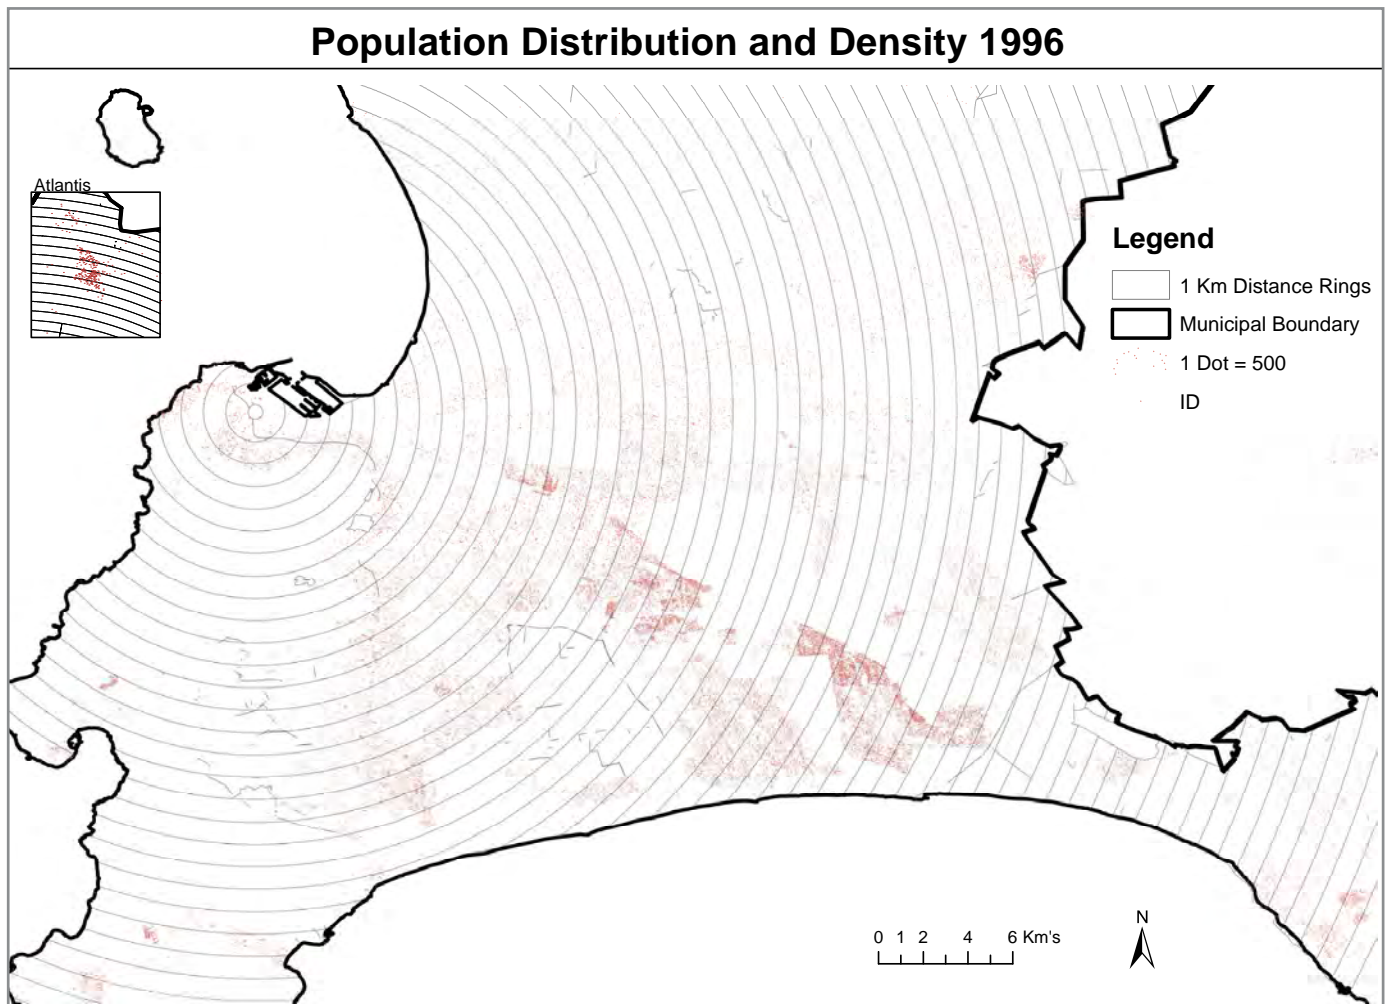 Population Distribution and Density 1996
Atlantis
Legend
1 Km Distance Rings
Municipal Boundary
1 Dot = 500
ID
N
0 1 2 4 6 Km's